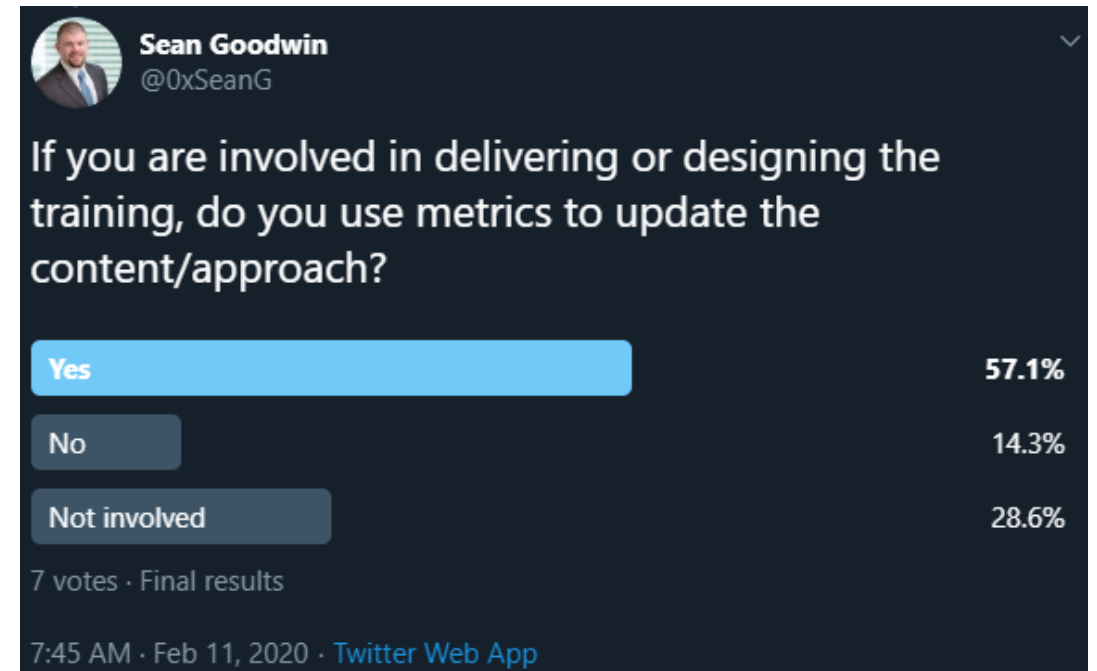 Sean Goodwin
@0xSeanG
If you are involved in delivering or designing the
training, do you use metrics to update the
content/approach?
Yes 57.1%
No 14.3%
Not involved 28.6%
7 votes · Final results
7:45 AM · Feb 11, 2020 · Twitter Web App